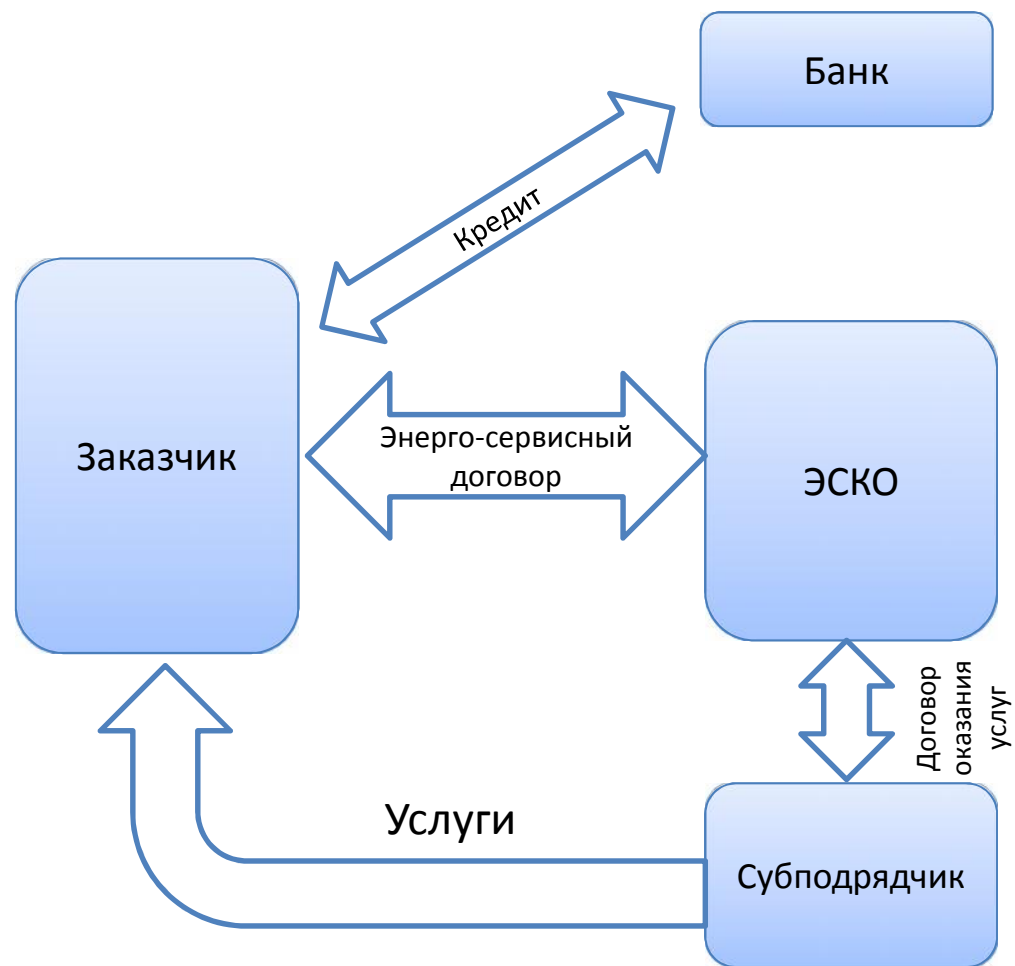 Банк
Кредит
Заказчик
Энерго-сервисный
договор
ЭСКО
Договор
оказания
услуг
Услуги
Субподрядчик